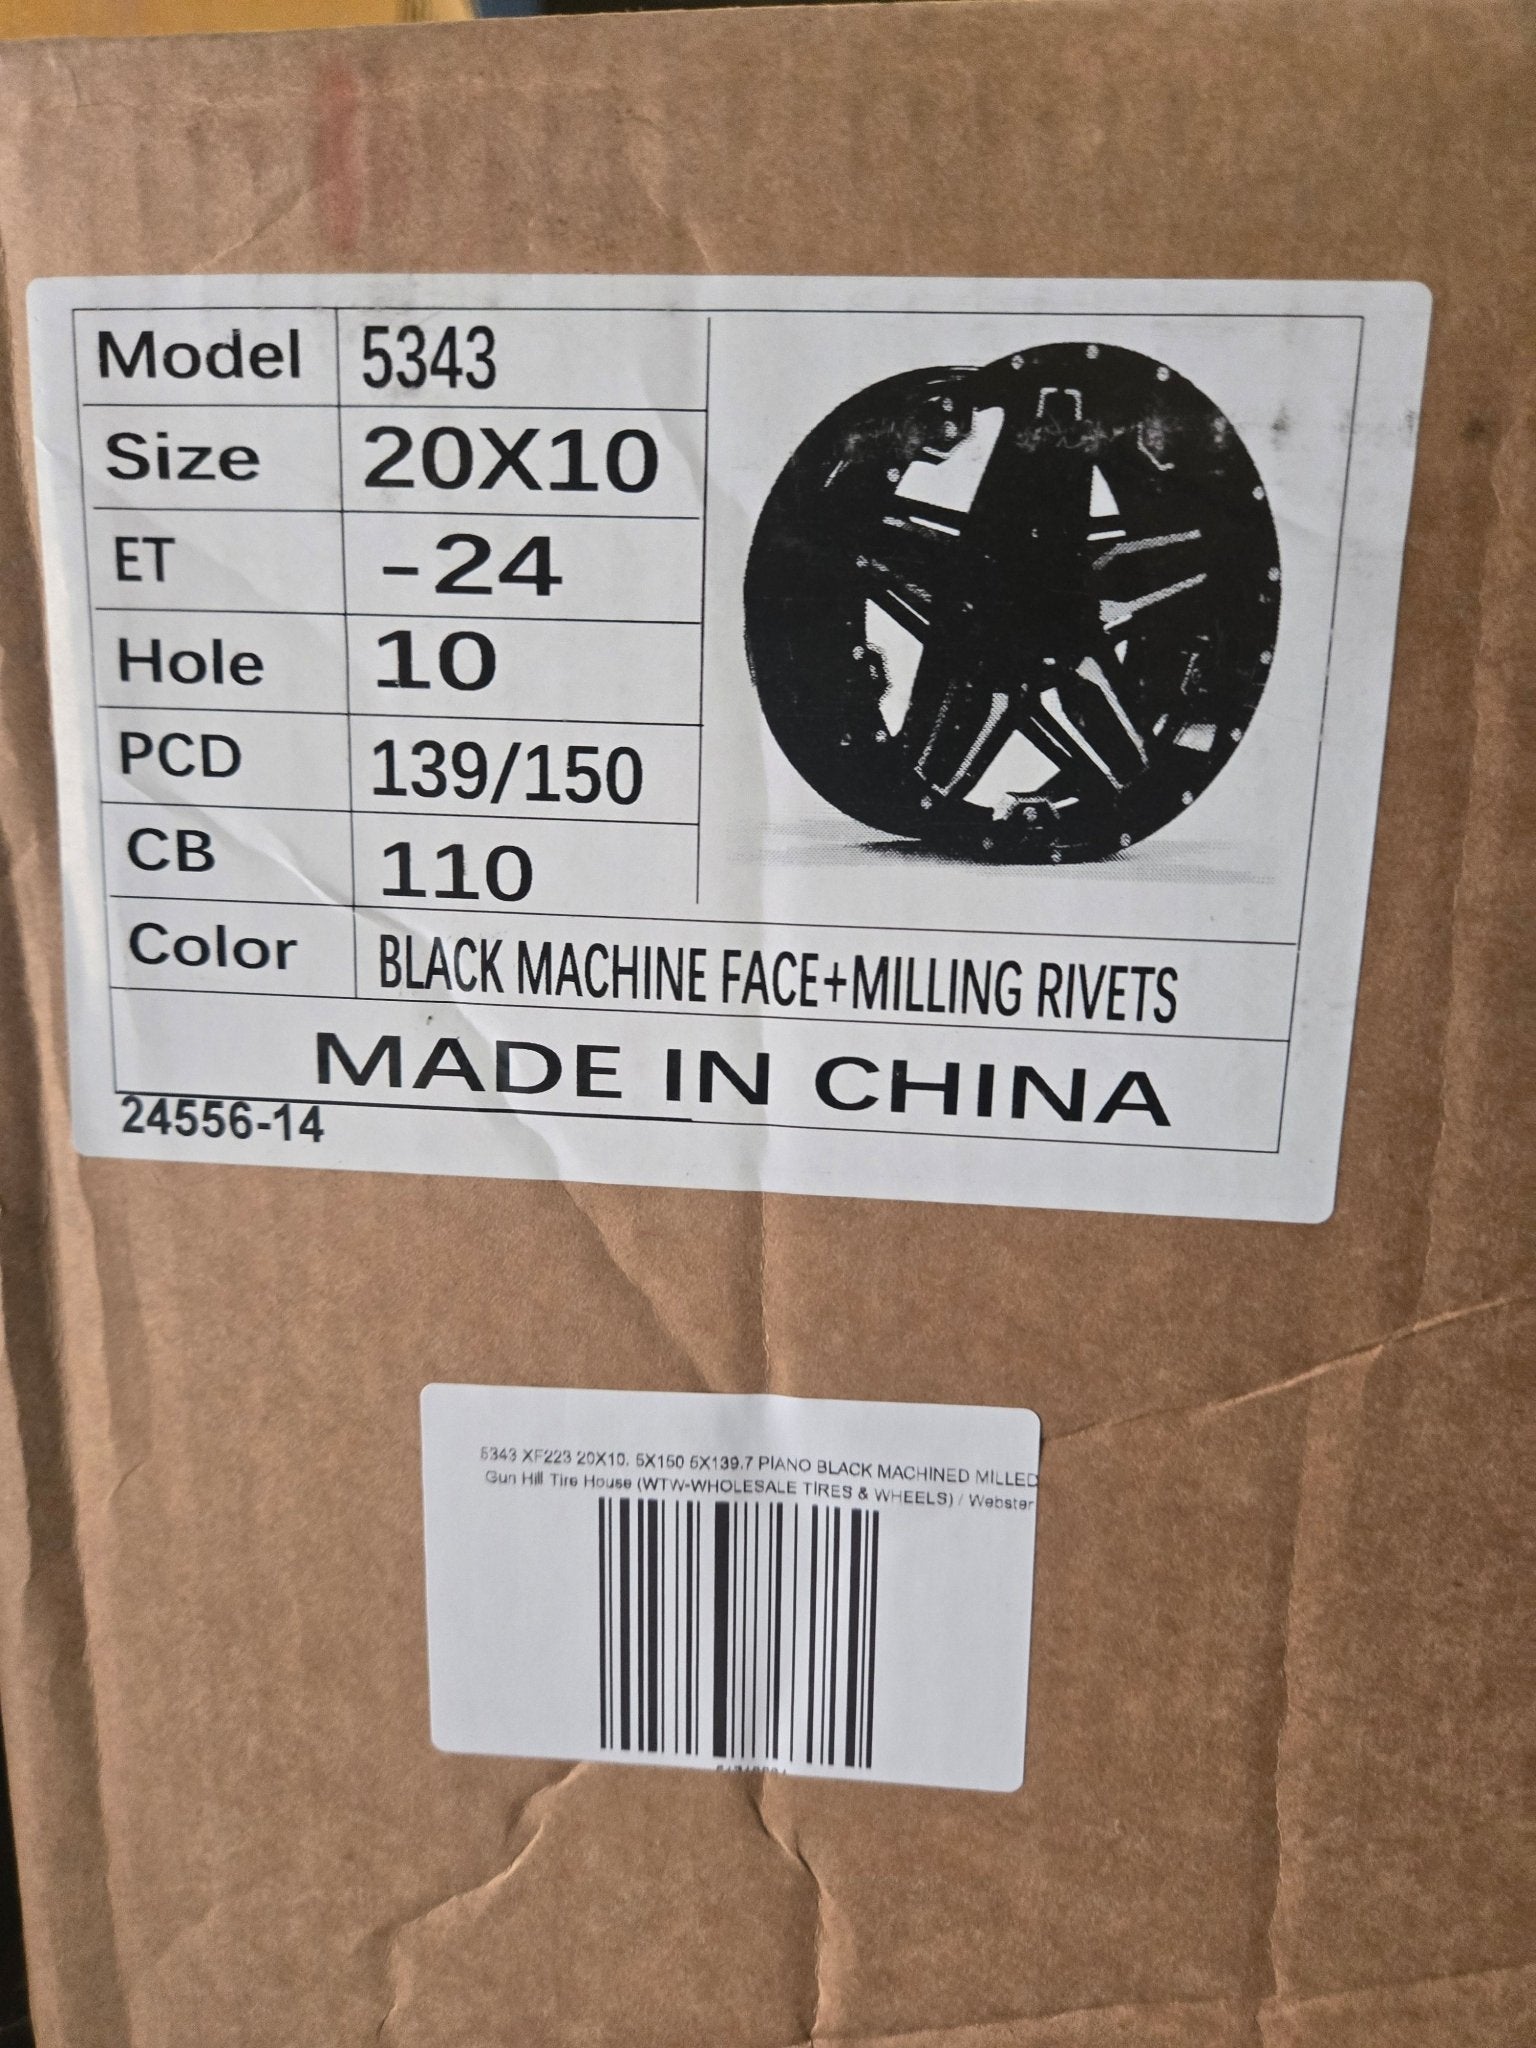 Model 5343
Size 20X10
ET -24
Hole 10
PCD 139/150
CB 110
Color BLACK MACHINE FACE+MILLING RIVETS
MADE IN CHINA
24556-14
5343 XF223 20X10. 5X150 5X139.7 PIANO BLACK MACHINED MILLED
Gun Hill Tire House (WTW-WHOLESALE TIRES & WHEELS) / Webster